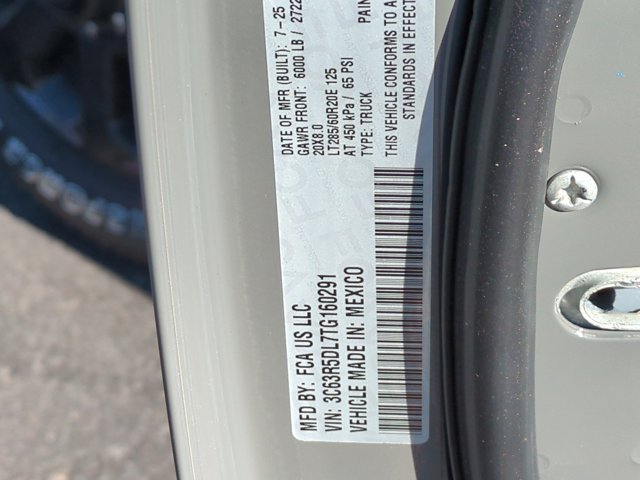 MFD BY: FCA US LLC
DATE OF MFR (BUILT): 7-25
GAWR FRONT: 6000 LB / 2722
20X8.0
LT285/60R20E 125
AT 450 kPa / 65 PSI
TYPE: TRUCK
PAIN
VIN: 3C63R5DL7TG160291
VEHICLE MADE IN: MEXICO
THIS VEHICLE CONFORMS TO A
STANDARDS IN EFFECT